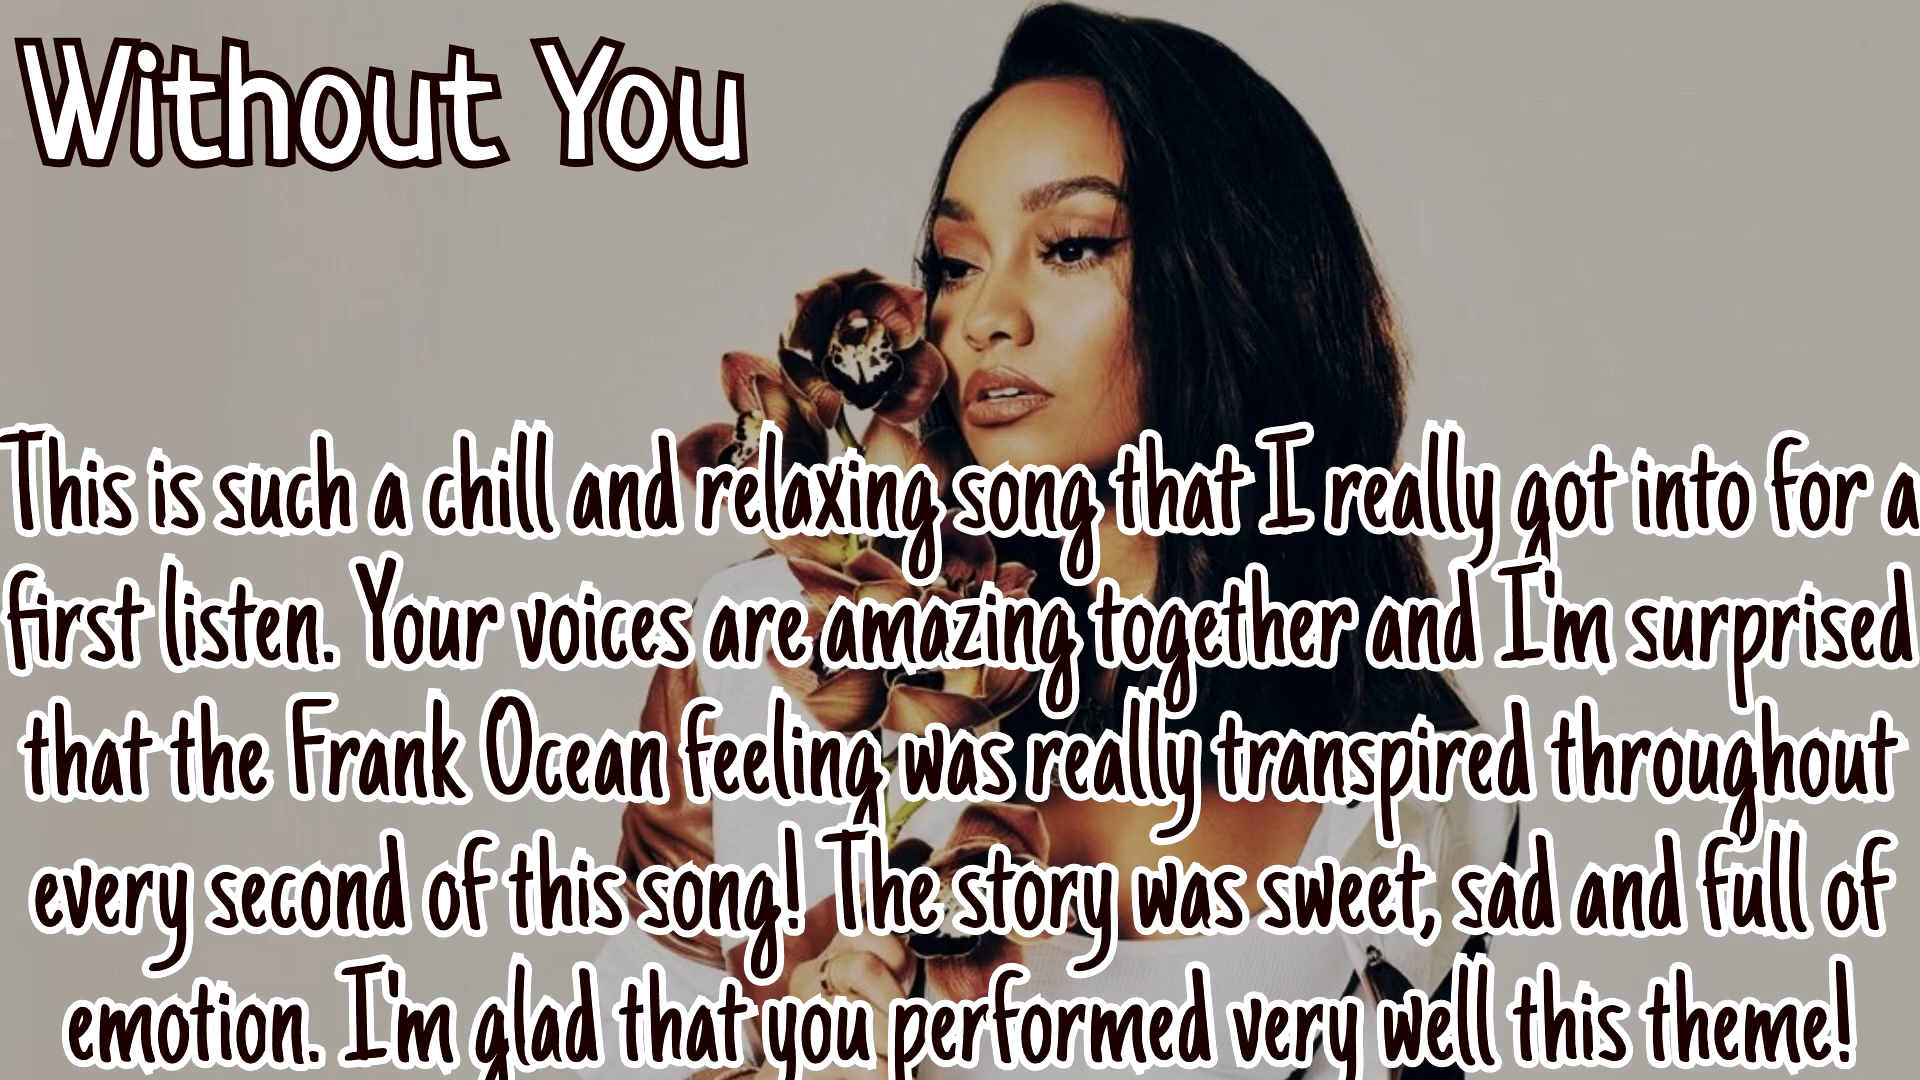 Without You
This is such a chill and relaxing song that I really got into for a
first listen. Your voices are amazing together and I'm surprised
that the Frank Ocean feeling was really transpired throughout
every second of this song! The story was sweet, sad and full of
emotion. I'm glad that you performed very well this theme!